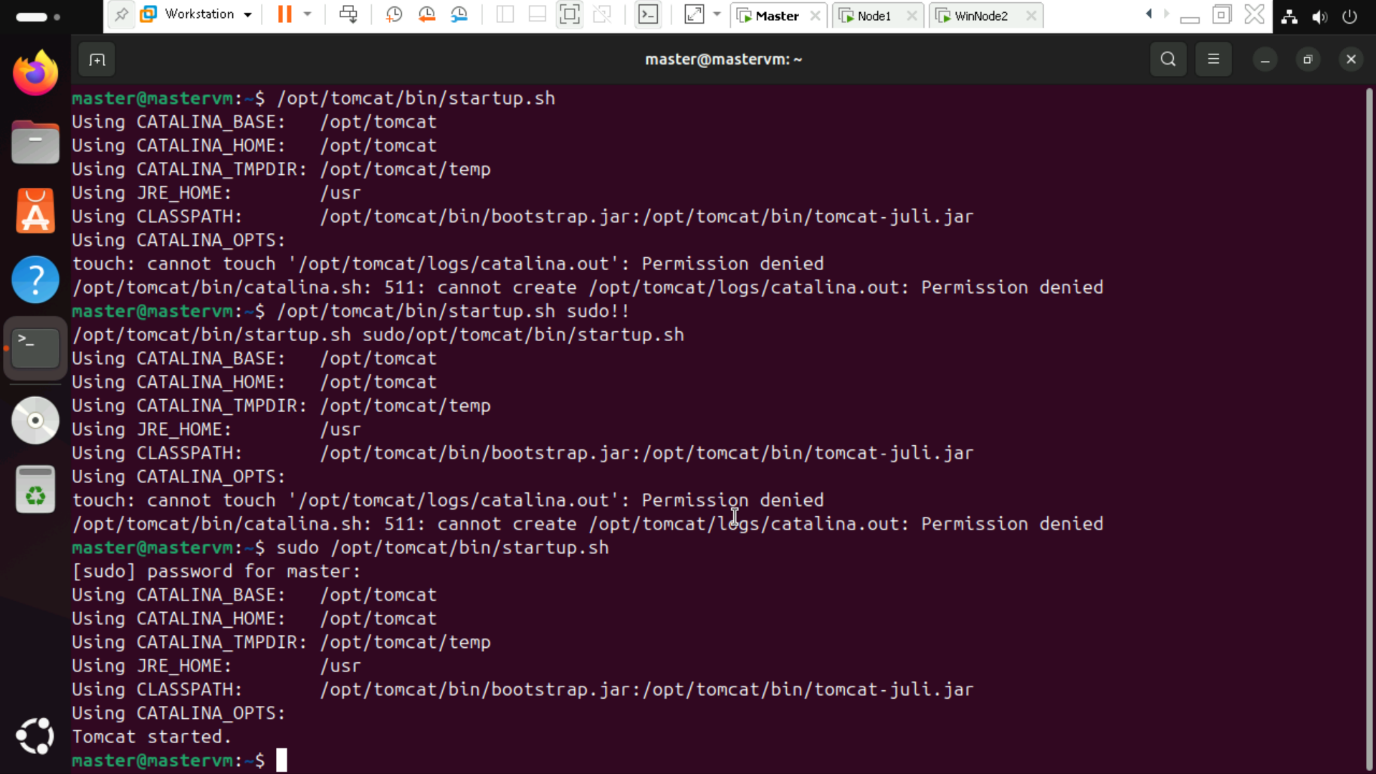 Workstation
Master
Node1
WinNode2
master@mastervm: ~
master@mastervm:~$ /opt/tomcat/bin/startup.sh
Using CATALINA_BASE:   /opt/tomcat
Using CATALINA_HOME:   /opt/tomcat
Using CATALINA_TMPDIR: /opt/tomcat/temp
Using JRE_HOME:        /usr
Using CLASSPATH:       /opt/tomcat/bin/bootstrap.jar:/opt/tomcat/bin/tomcat-juli.jar
Using CATALINA_OPTS:
touch: cannot touch '/opt/tomcat/logs/catalina.out': Permission denied
/opt/tomcat/bin/catalina.sh: 511: cannot create /opt/tomcat/logs/catalina.out: Permission denied
master@mastervm:~$ /opt/tomcat/bin/startup.sh sudo!!
/opt/tomcat/bin/startup.sh sudo/opt/tomcat/bin/startup.sh
Using CATALINA_BASE:   /opt/tomcat
Using CATALINA_HOME:   /opt/tomcat
Using CATALINA_TMPDIR: /opt/tomcat/temp
Using JRE_HOME:        /usr
Using CLASSPATH:       /opt/tomcat/bin/bootstrap.jar:/opt/tomcat/bin/tomcat-juli.jar
Using CATALINA_OPTS:
touch: cannot touch '/opt/tomcat/logs/catalina.out': Permission denied
/opt/tomcat/bin/catalina.sh: 511: cannot create /opt/tomcat/logs/catalina.out: Permission denied
master@mastervm:~$ sudo /opt/tomcat/bin/startup.sh
[sudo] password for master:
Using CATALINA_BASE:   /opt/tomcat
Using CATALINA_HOME:   /opt/tomcat
Using CATALINA_TMPDIR: /opt/tomcat/temp
Using JRE_HOME:        /usr
Using CLASSPATH:       /opt/tomcat/bin/bootstrap.jar:/opt/tomcat/bin/tomcat-juli.jar
Using CATALINA_OPTS:
Tomcat started.
master@mastervm:~$